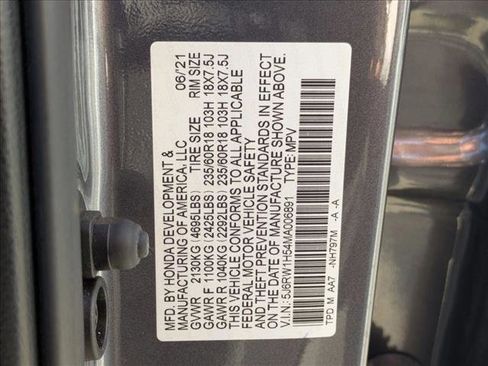 MFD. BY HONDA DEVELOPMENT &
MANUFACTURING OF AMERICA, LLC 06/'21
GVWR 2130KG (4695LBS) TIRE SIZE RIM SIZE
GAWR F 1100KG (2425LBS) 235/60R18 103H 18X7.5J
GAWR R 1040KG (2292LBS) 235/60R18 103H 18X7.5J
THIS VEHICLE CONFORMS TO ALL APPLICABLE
FEDERAL MOTOR VEHICLE SAFETY
AND THEFT PREVENTION STANDARDS IN EFFECT
ON THE DATE OF MANUFACTURE SHOWN ABOVE.
V.I.N.: 5J6RW1H54MA006891 TYPE: MPV
TPD M AA7 -NH797M -A -A